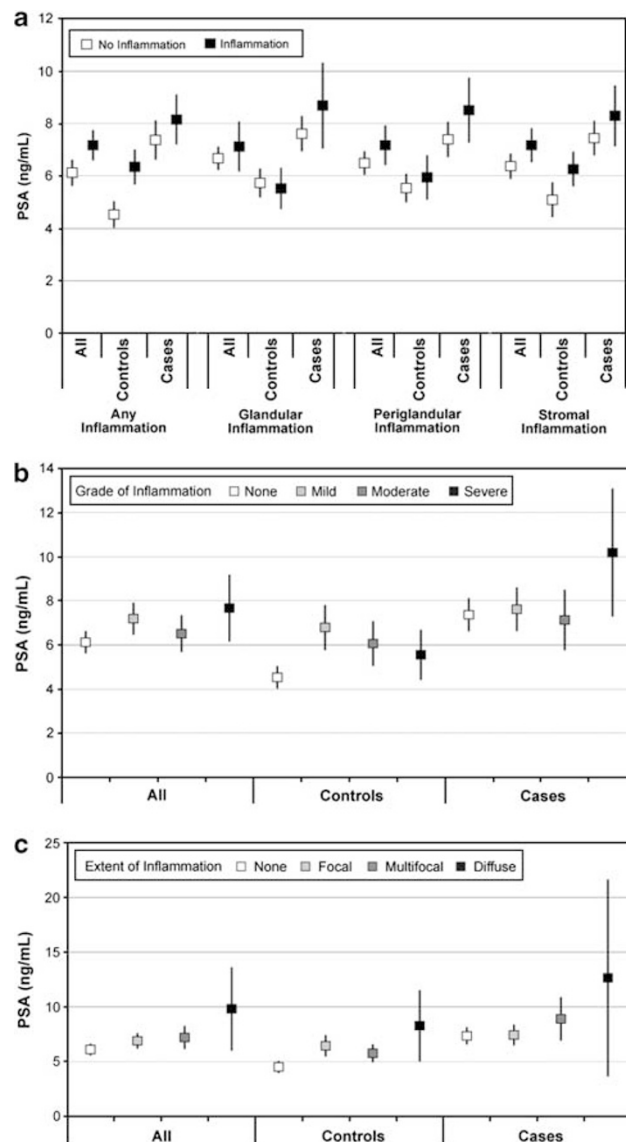 a
12
No Inflammation Inflammation
10
8
6
4
2
0
PSA (ng/mL)
All Controls Cases All Controls Cases All Controls Cases All Controls Cases
Any Inflammation Glandular Inflammation Periglandular Inflammation Stromal Inflammation
b
14
Grade of Inflammation None Mild Moderate Severe
12
10
8
6
4
2
0
PSA (ng/mL)
All Controls Cases
c
25
Extent of Inflammation None Focal Multifocal Diffuse
20
15
10
5
0
PSA (ng/mL)
All Controls Cases